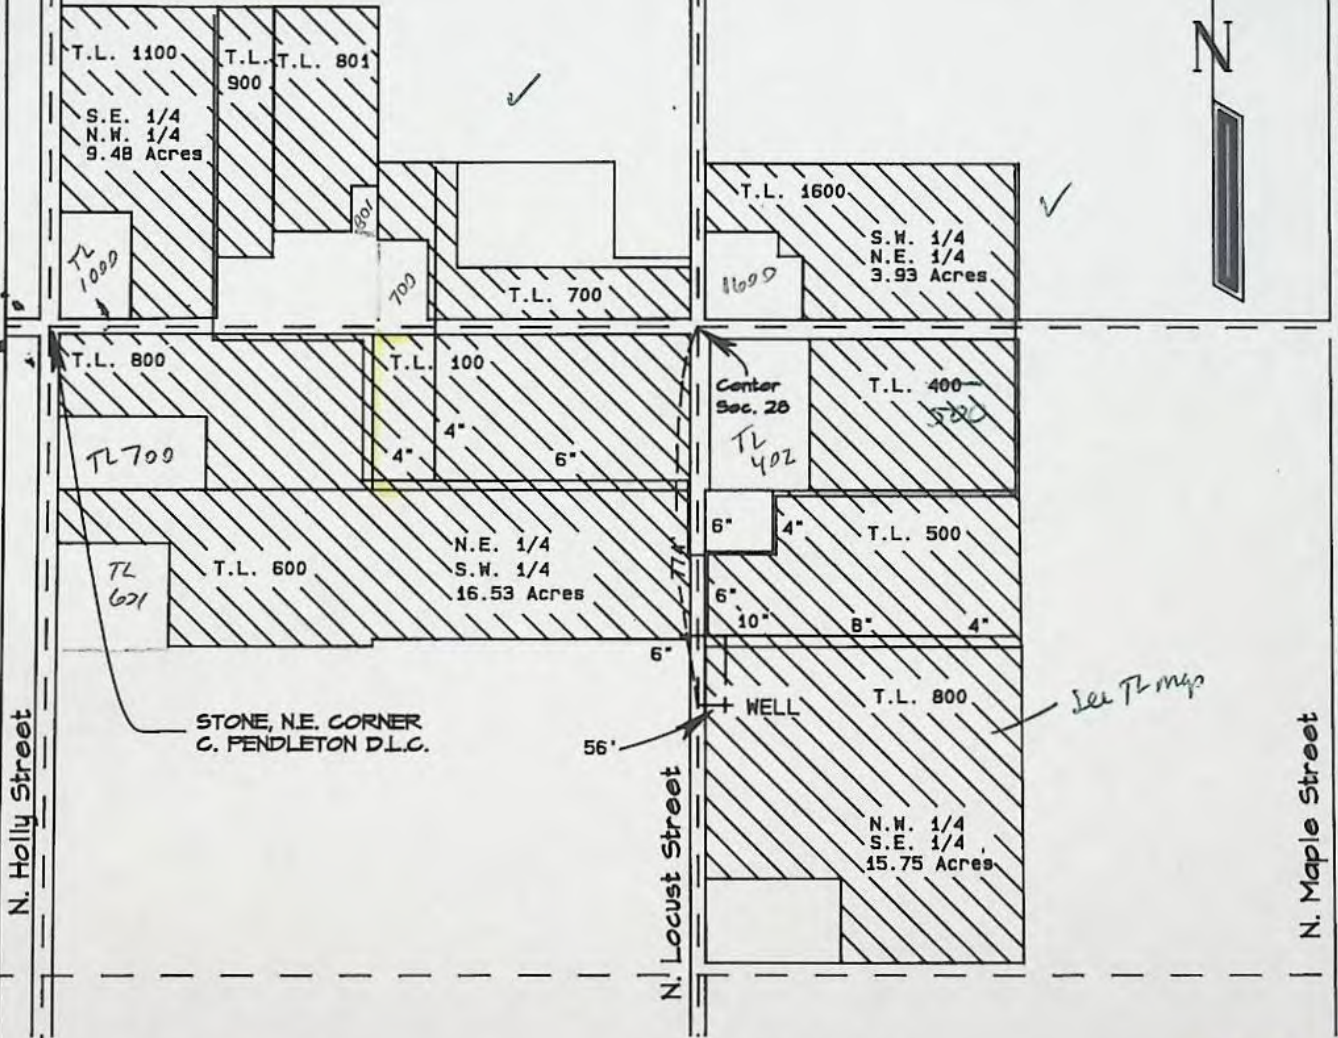 N
T.L. 1100
T.L.
900
T.L. 801
S.E. 1/4
N.W. 1/4
9.48 Acres
801
T.L. 1600
S.W. 1/4
N.E. 1/4
3.93 Acres
TL
1000
700
T.L. 700
1600
T.L. 800
T.L. 100
Center
Sec. 28
T.L. 400
500
TL 700
4"
4"
6"
TL
402
6"
4"
T.L. 500
N.E. 1/4
S.W. 1/4
16.53 Acres
TL
601
T.L. 600
774'
6"
10"
8"
4"
6"
WELL
T.L. 800
See TL map
STONE, N.E. CORNER
C. PENDLETON D.L.C.
56'
N.W. 1/4
S.E. 1/4
15.75 Acres
N. Holly Street
N. Locust Street
N. Maple Street